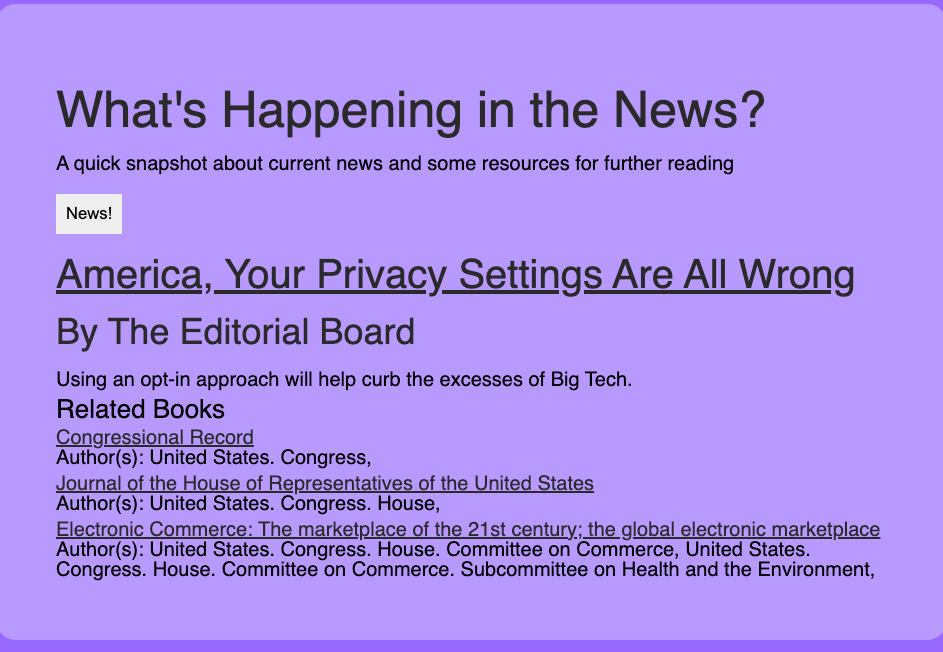 What's Happening in the News?
A quick snapshot about current news and some resources for further reading
News!
America, Your Privacy Settings Are All Wrong
By The Editorial Board
Using an opt-in approach will help curb the excesses of Big Tech.
Related Books
Congressional Record
Author(s): United States. Congress,
Journal of the House of Representatives of the United States
Author(s): United States. Congress. House,
Electronic Commerce: The marketplace of the 21st century; the global electronic marketplace
Author(s): United States. Congress. House. Committee on Commerce, United States.
Congress. House. Committee on Commerce. Subcommittee on Health and the Environment,